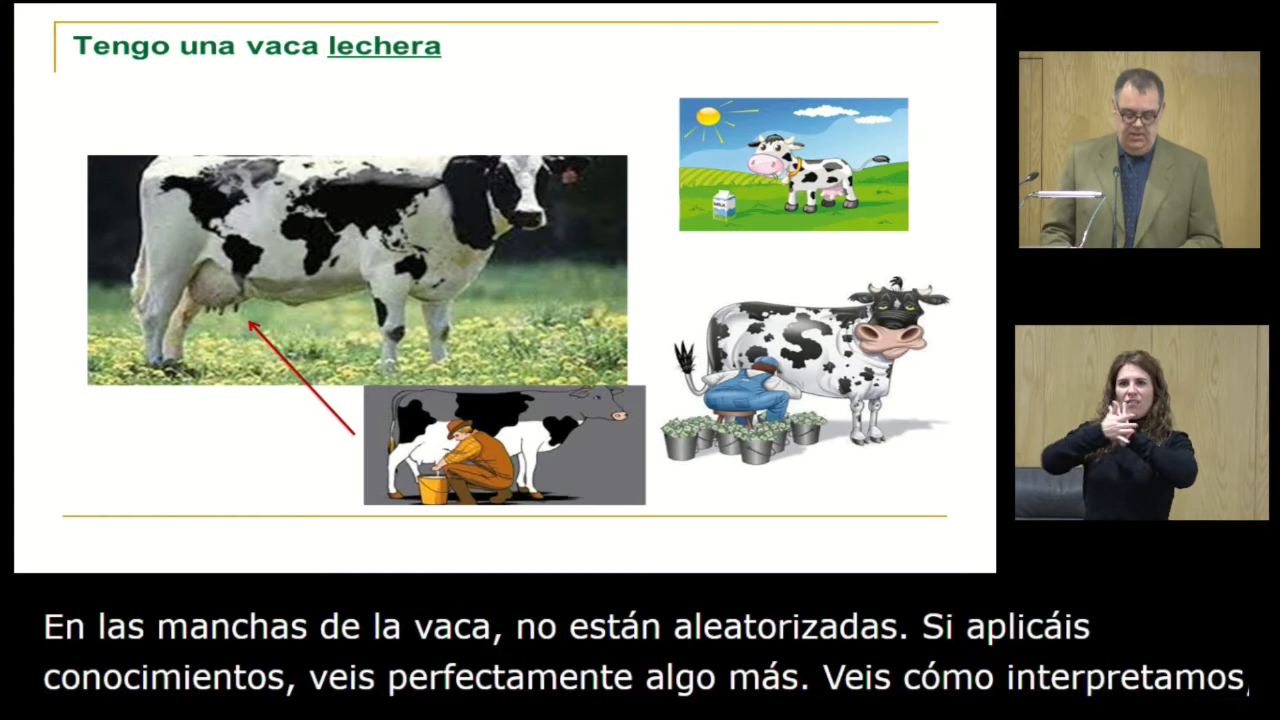 Tengo una vaca lechera
MILK
S
En las manchas de la vaca, no están aleatorizadas. Si aplicáis
conocimientos, veis perfectamente algo más. Veis cómo interpretamos,